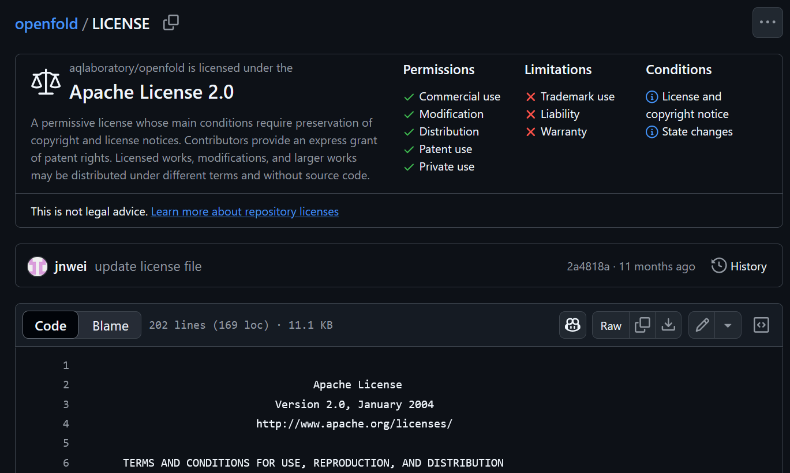 openfold / LICENSE
aqlaboratory/openfold is licensed under the
Apache License 2.0
A permissive license whose main conditions require preservation of
copyright and license notices. Contributors provide an express grant
of patent rights. Licensed works, modifications, and larger works
may be distributed under different terms and without source code.
Permissions
Commercial use
Modification
Distribution
Patent use
Private use
Limitations
Trademark use
Liability
Warranty
Conditions
License and
copyright notice
State changes
This is not legal advice. Learn more about repository licenses
jnwei update license file 2a4818a · 11 months ago History
Code Blame 202 lines (169 loc) · 11.1 KB Raw
1
2 Apache License
3 Version 2.0, January 2004
4 http://www.apache.org/licenses/
5
6 TERMS AND CONDITIONS FOR USE, REPRODUCTION, AND DISTRIBUTION